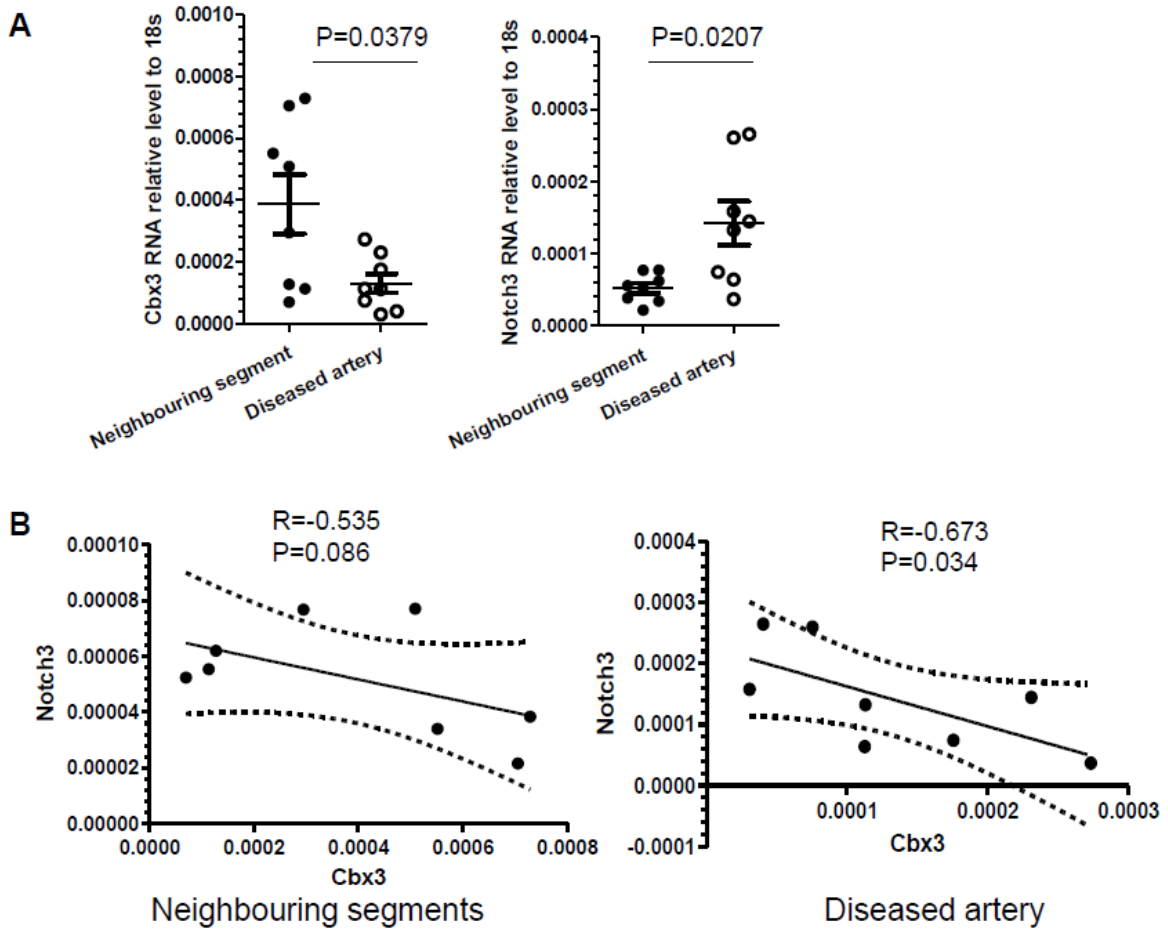 A
Cbx3 RNA relative level to 18s
0.0010
0.0008
0.0006
0.0004
0.0002
0.0000
P=0.0379
Neighbouring segment
Diseased artery
Notch3 RNA relative level to 18s
0.0004
0.0003
0.0002
0.0001
0.0000
P=0.0207
Neighbouring segment
Diseased artery
B
R=-0.535
P=0.086
Notch3
0.00010
0.00008
0.00006
0.00004
0.00002
0.00000
0.0000
0.0002
0.0004
0.0006
0.0008
Cbx3
Neighbouring segments
R=-0.673
P=0.034
Notch3
0.0004
0.0003
0.0002
0.0001
0.0000
-0.0001
0.0001
0.0002
0.0003
Cbx3
Diseased artery